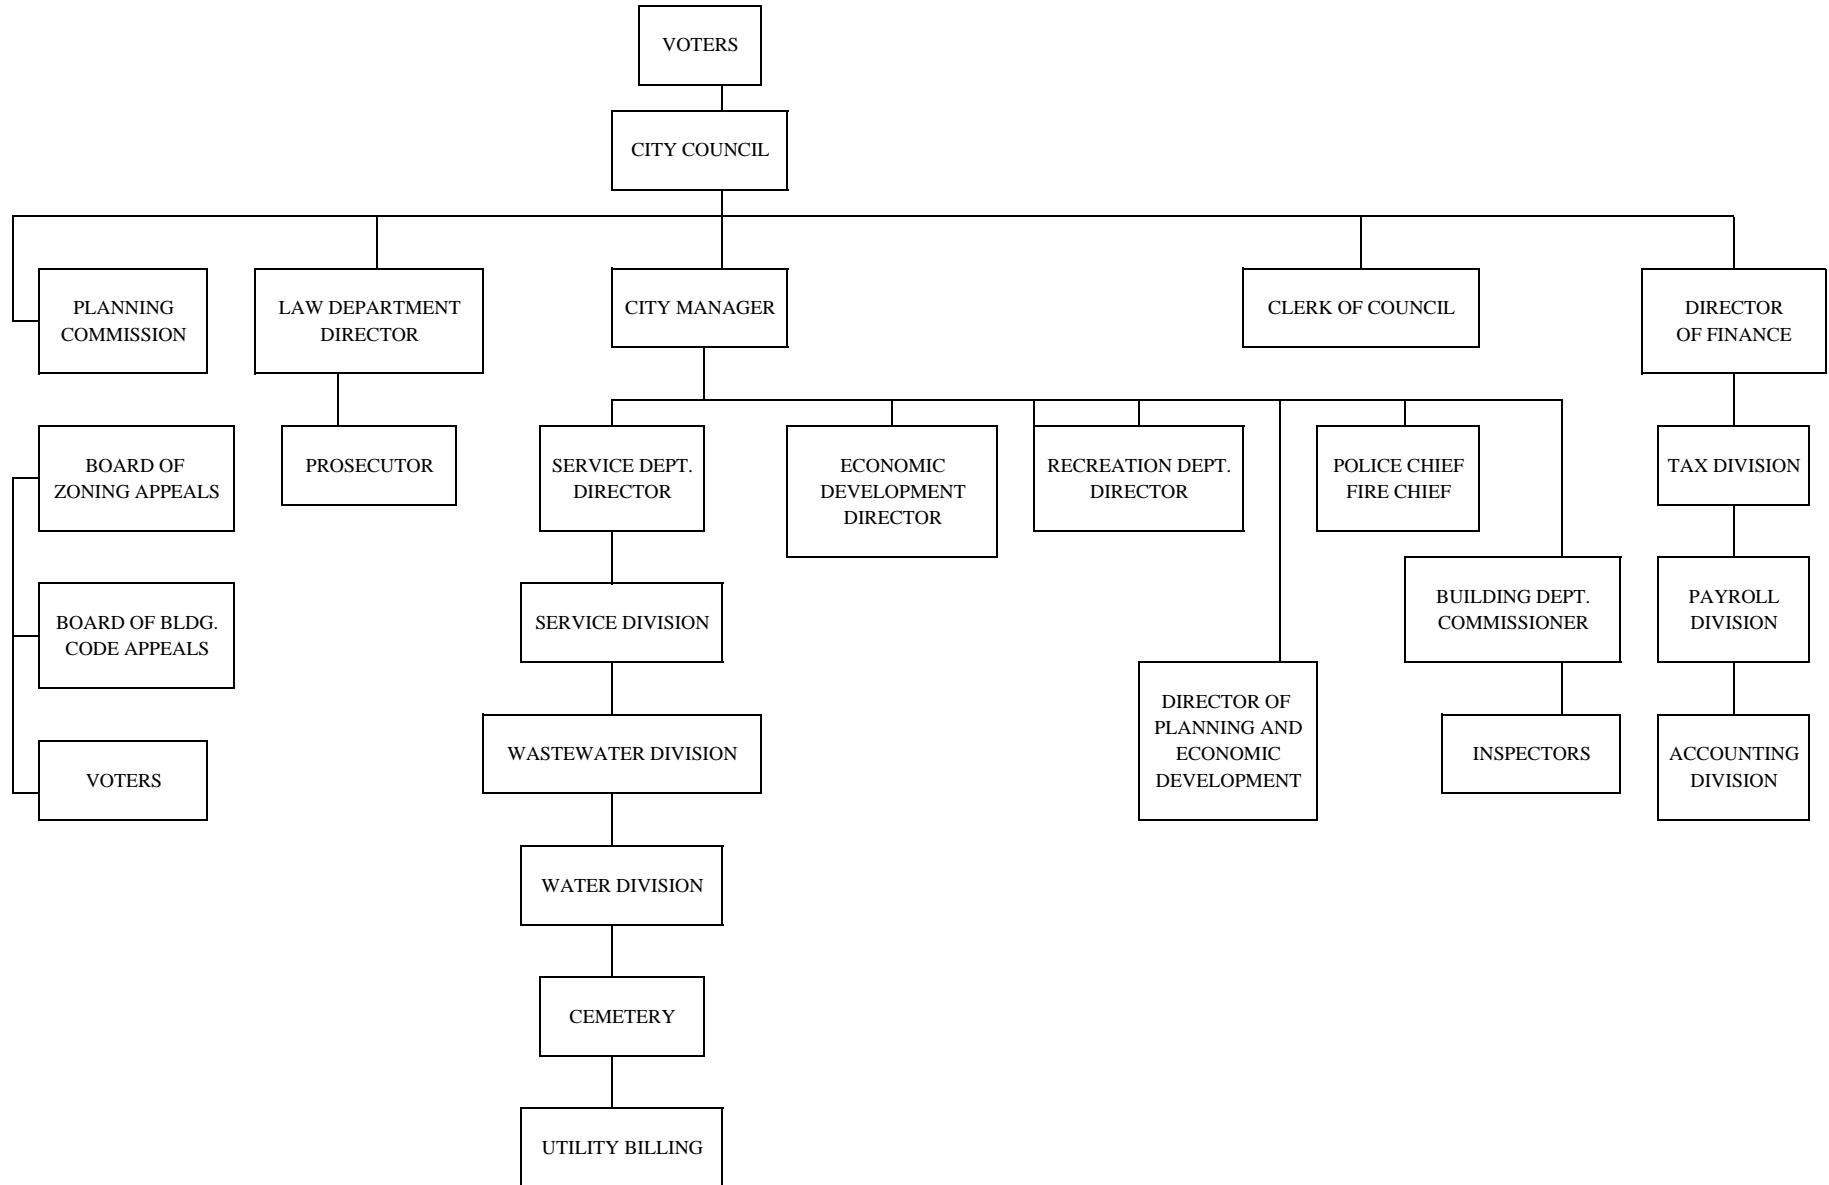 VOTERS
CITY COUNCIL
PLANNING
COMMISSION
LAW DEPARTMENT
DIRECTOR
CITY MANAGER
CLERK OF COUNCIL
DIRECTOR
OF FINANCE
BOARD OF
ZONING APPEALS
PROSECUTOR
SERVICE DEPT.
DIRECTOR
ECONOMIC
DEVELOPMENT
DIRECTOR
RECREATION DEPT.
DIRECTOR
POLICE CHIEF
FIRE CHIEF
TAX DIVISION
BOARD OF BLDG.
CODE APPEALS
SERVICE DIVISION
BUILDING DEPT.
COMMISSIONER
PAYROLL
DIVISION
VOTERS
WASTEWATER DIVISION
DIRECTOR OF
PLANNING AND
ECONOMIC
DEVELOPMENT
INSPECTORS
ACCOUNTING
DIVISION
WATER DIVISION
CEMETERY
UTILITY BILLING